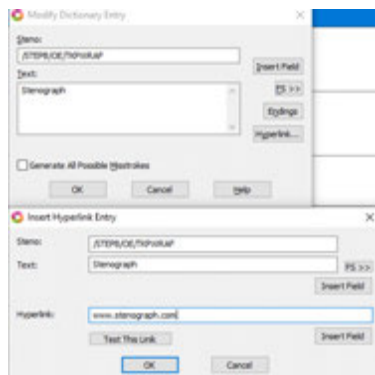 Modify Dictionary Entry
Steno:
/STEPB/OE/TKPWRAF
Text:
Insert Field
Stenograph
FS >>
Endings
Hyperlink...
Generate All Possible Mistrokes
OK Cancel Help
Insert Hyperlink Entry
Steno: /STEPB/OE/TKPWRAF
Text: Stenograph FS >>
Insert Field
Hyperlink: www.stenograph.com
Test This Link Insert Field
OK Cancel